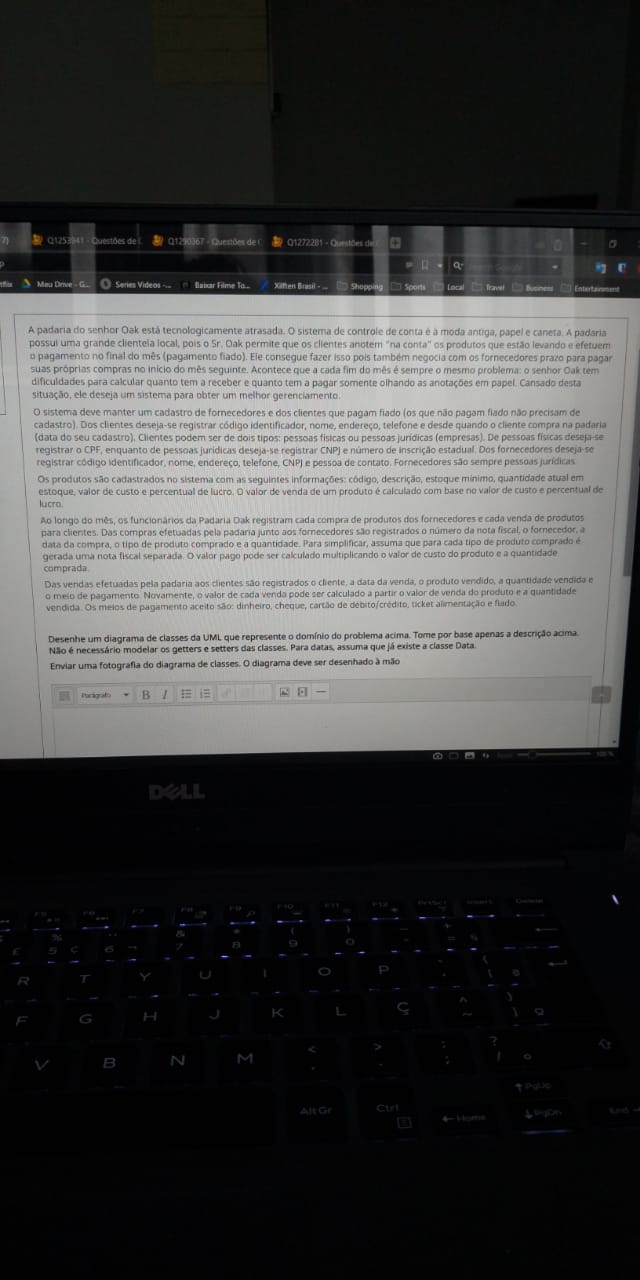 7)
Q1253941 - Questões de
Q1290367 - Questões de
Q1272281 - Questões de
Meu Drive - G...
Series Videos -...
Baixar Filme To...
Xilften Brasil - ...
Shopping
Sports
Local
Travel
Business
Entertainment
A padaria do senhor Oak está tecnologicamente atrasada. O sistema de controle de conta é à moda antiga, papel e caneta. A padaria
possui uma grande clientela local, pois o Sr. Oak permite que os clientes anotem "na conta" os produtos que estão levando e efetuem
o pagamento no final do mês (pagamento fiado). Ele consegue fazer isso pois também negocia com os fornecedores prazo para pagar
suas próprias compras no início do mês seguinte. Acontece que a cada fim do mês é sempre o mesmo problema: o senhor Oak tem
dificuldades para calcular quanto tem a receber e quanto tem a pagar somente olhando as anotações em papel. Cansado desta
situação, ele deseja um sistema para obter um melhor gerenciamento.
O sistema deve manter um cadastro de fornecedores e dos clientes que pagam fiado (os que não pagam fiado não precisam de
cadastro). Dos clientes deseja-se registrar código identificador, nome, endereço, telefone e desde quando o cliente compra na padaria
(data do seu cadastro). Clientes podem ser de dois tipos: pessoas físicas ou pessoas jurídicas (empresas). De pessoas físicas deseja-se
registrar o CPF, enquanto de pessoas jurídicas deseja-se registrar CNPJ e número de inscrição estadual. Dos fornecedores deseja-se
registrar código identificador, nome, endereço, telefone, CNPJ e pessoa de contato. Fornecedores são sempre pessoas jurídicas.
Os produtos são cadastrados no sistema com as seguintes informações: código, descrição, estoque mínimo, quantidade atual em
estoque, valor de custo e percentual de lucro. O valor de venda de um produto é calculado com base no valor de custo e percentual de
lucro.
Ao longo do mês, os funcionários da Padaria Oak registram cada compra de produtos dos fornecedores e cada venda de produtos
para clientes. Das compras efetuadas pela padaria junto aos fornecedores são registrados o número da nota fiscal, o fornecedor, a
data da compra, o tipo de produto comprado e a quantidade. Para simplificar, assuma que para cada tipo de produto comprado é
gerada uma nota fiscal separada. O valor pago pode ser calculado multiplicando o valor de custo do produto e a quantidade
comprada.
Das vendas efetuadas pela padaria aos clientes são registrados o cliente, a data da venda, o produto vendido, a quantidade vendida e
o meio de pagamento. Novamente, o valor de cada venda pode ser calculado a partir o valor de venda do produto e a quantidade
vendida. Os meios de pagamento aceito são: dinheiro, cheque, cartão de débito/crédito, ticket alimentação e fiado.
Desenhe um diagrama de classes da UML que represente o domínio do problema acima. Tome por base apenas a descrição acima.
Não é necessário modelar os getters e setters das classes. Para datas, assuma que já existe a classe Data.
Enviar uma fotografia do diagrama de classes. O diagrama deve ser desenhado à mão
Parágrafo
B I
100 %
DELL
F5 F6 F7 F8 F9 F10 F11 F12 PrtScr Insert Delete
E 5 6 7 8 9 0
R T Y U I O P
F G H J K L Ç
V B N M < > : ; ? /
Alt Gr Ctrl Home PgUp PgDn End